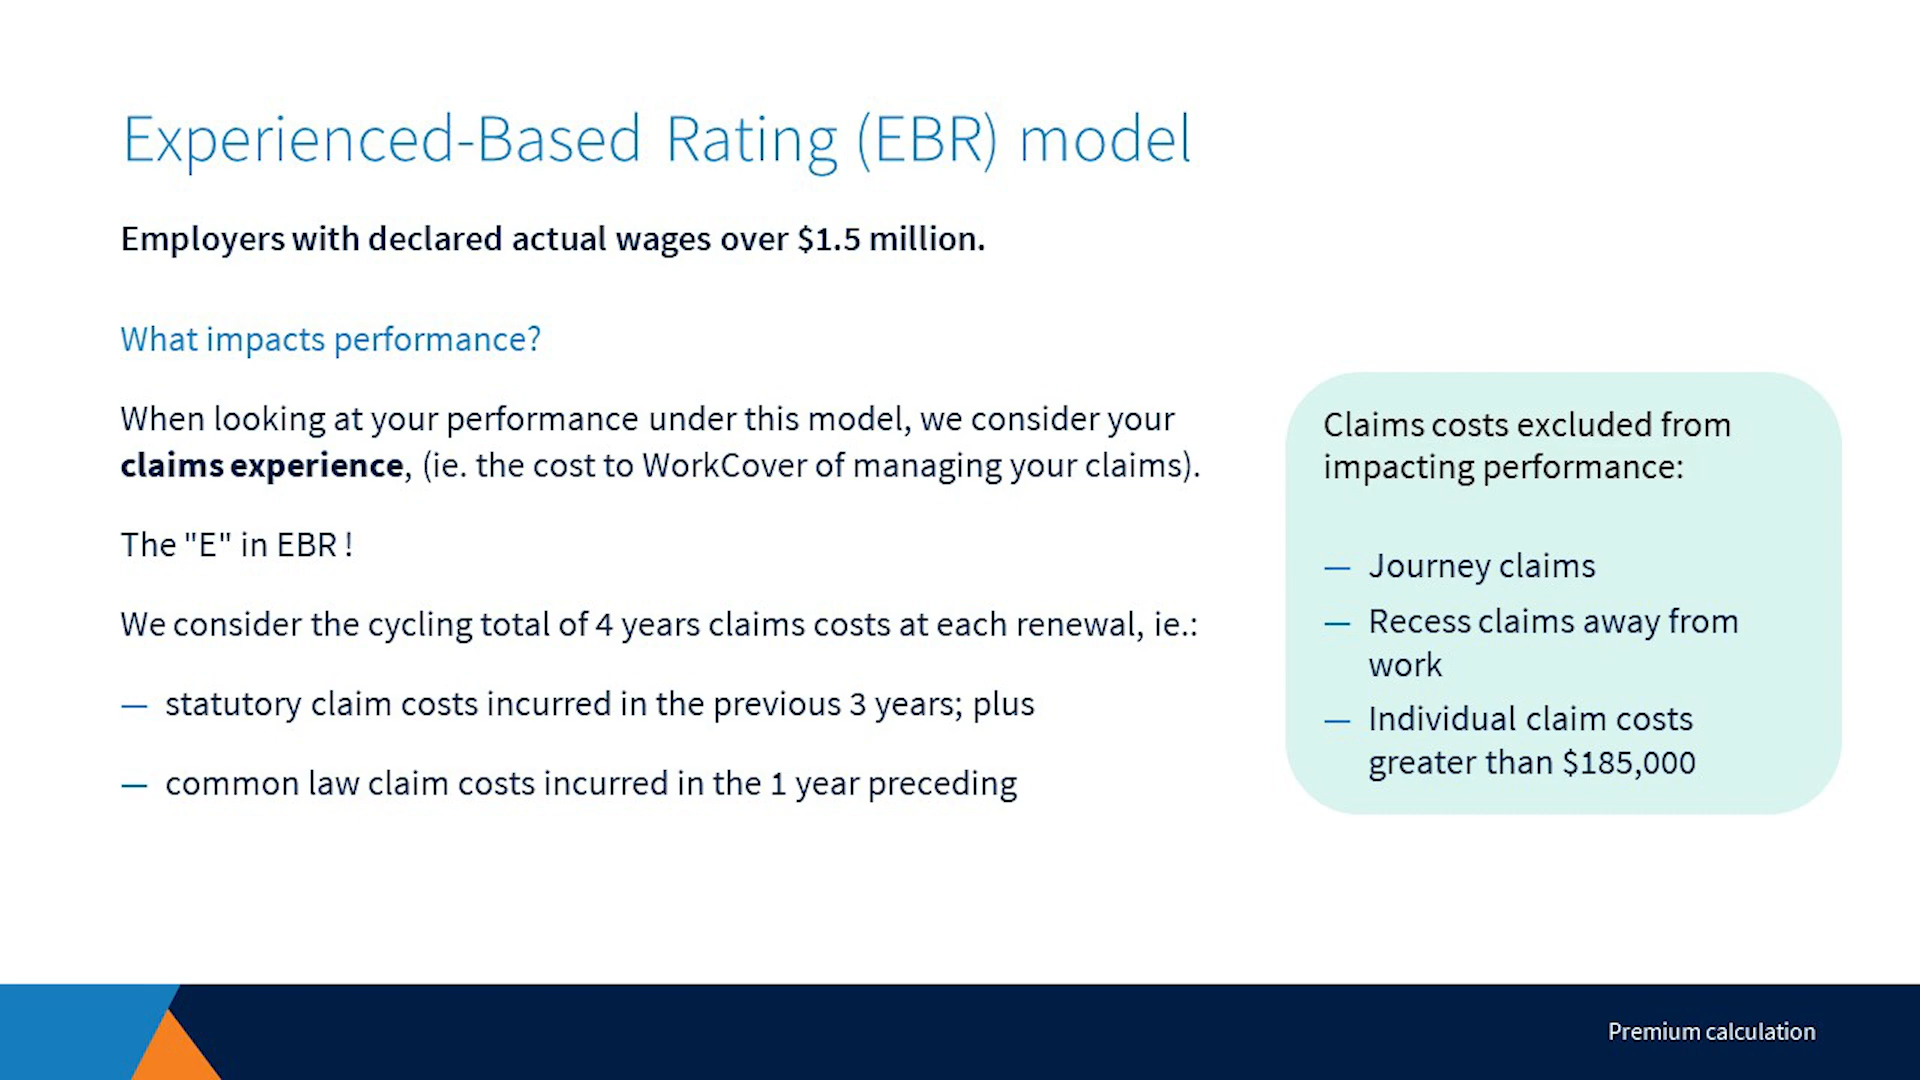 Experienced-Based Rating (EBR) model
Employers with declared actual wages over $1.5 million.
What impacts performance?
When looking at your performance under this model, we consider your
claims experience, (ie. the cost to WorkCover of managing your claims).
The "E" in EBR !
We consider the cycling total of 4 years claims costs at each renewal, ie.:
— statutory claim costs incurred in the previous 3 years; plus
— common law claim costs incurred in the 1 year preceding
Claims costs excluded from
impacting performance:
— Journey claims
— Recess claims away from
work
— Individual claim costs
greater than $185,000
Premium calculation